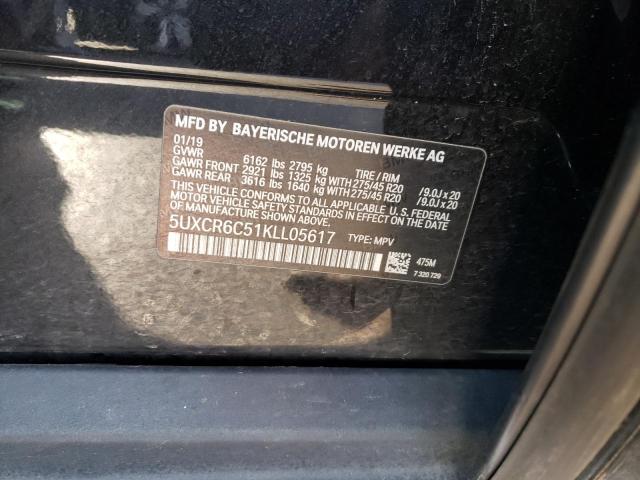 MFD BY BAYERISCHE MOTOREN WERKE AG
01/19
GVWR 6162 lbs 2795 kg TIRE / RIM
GAWR FRONT 2921 lbs 1325 kg WITH 275/45 R20 /9.0J x 20
GAWR REAR 3616 lbs 1640 kg WITH 275/45 R20 /9.0J x 20
THIS VEHICLE CONFORMS TO ALL APPLICABLE U. S. FEDERAL
MOTOR VEHICLE SAFETY STANDARDS IN EFFECT ON THE DATE OF
MANUFACTURE SHOWN ABOVE.
5UXCR6C51KLL05617 TYPE: MPV
475M
7 320 729